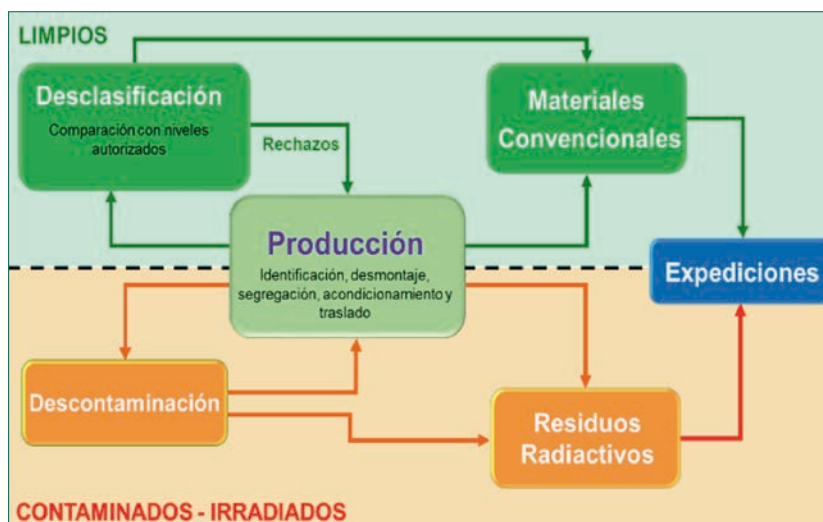 LIMPIOS
Desclasificación
Comparación con niveles
autorizados
Rechazos
Materiales
Convencionales
Producción
Identificación, desmontaje,
segregación, acondicionamiento y
traslado
Expediciones
Descontaminación
Residuos
Radiactivos
CONTAMINADOS - IRRADIADOS